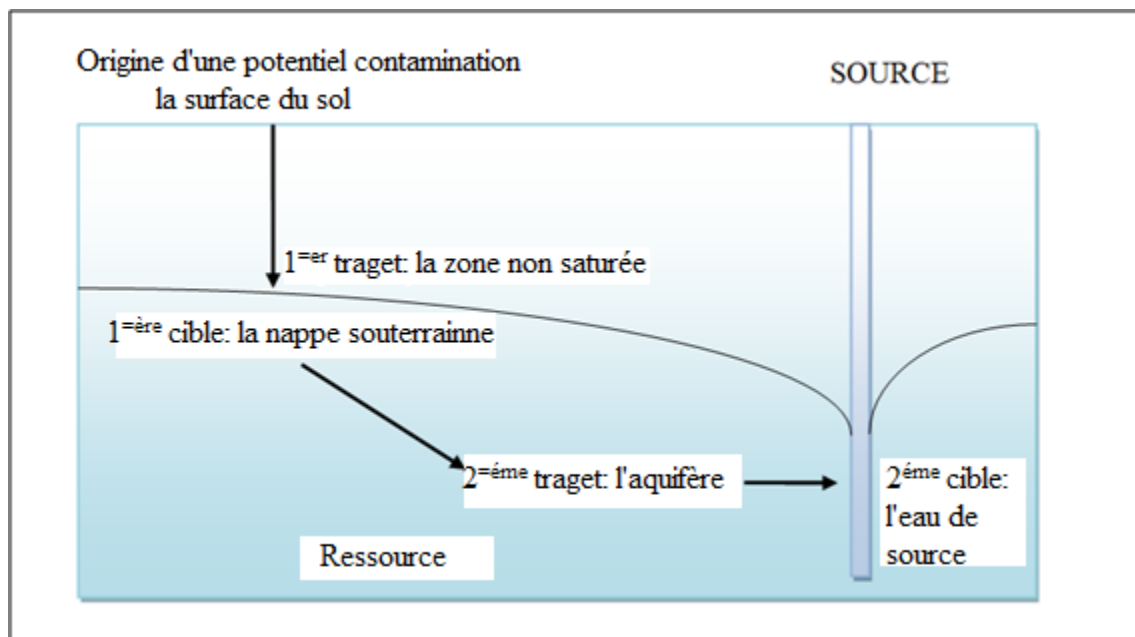 Origine d'une potentiel contamination
la surface du sol
SOURCE
1=er traget: la zone non saturée
1=ère cible: la nappe souterrainne
2=éme traget: l'aquifère
2éme cible:
l'eau de
source
Ressource